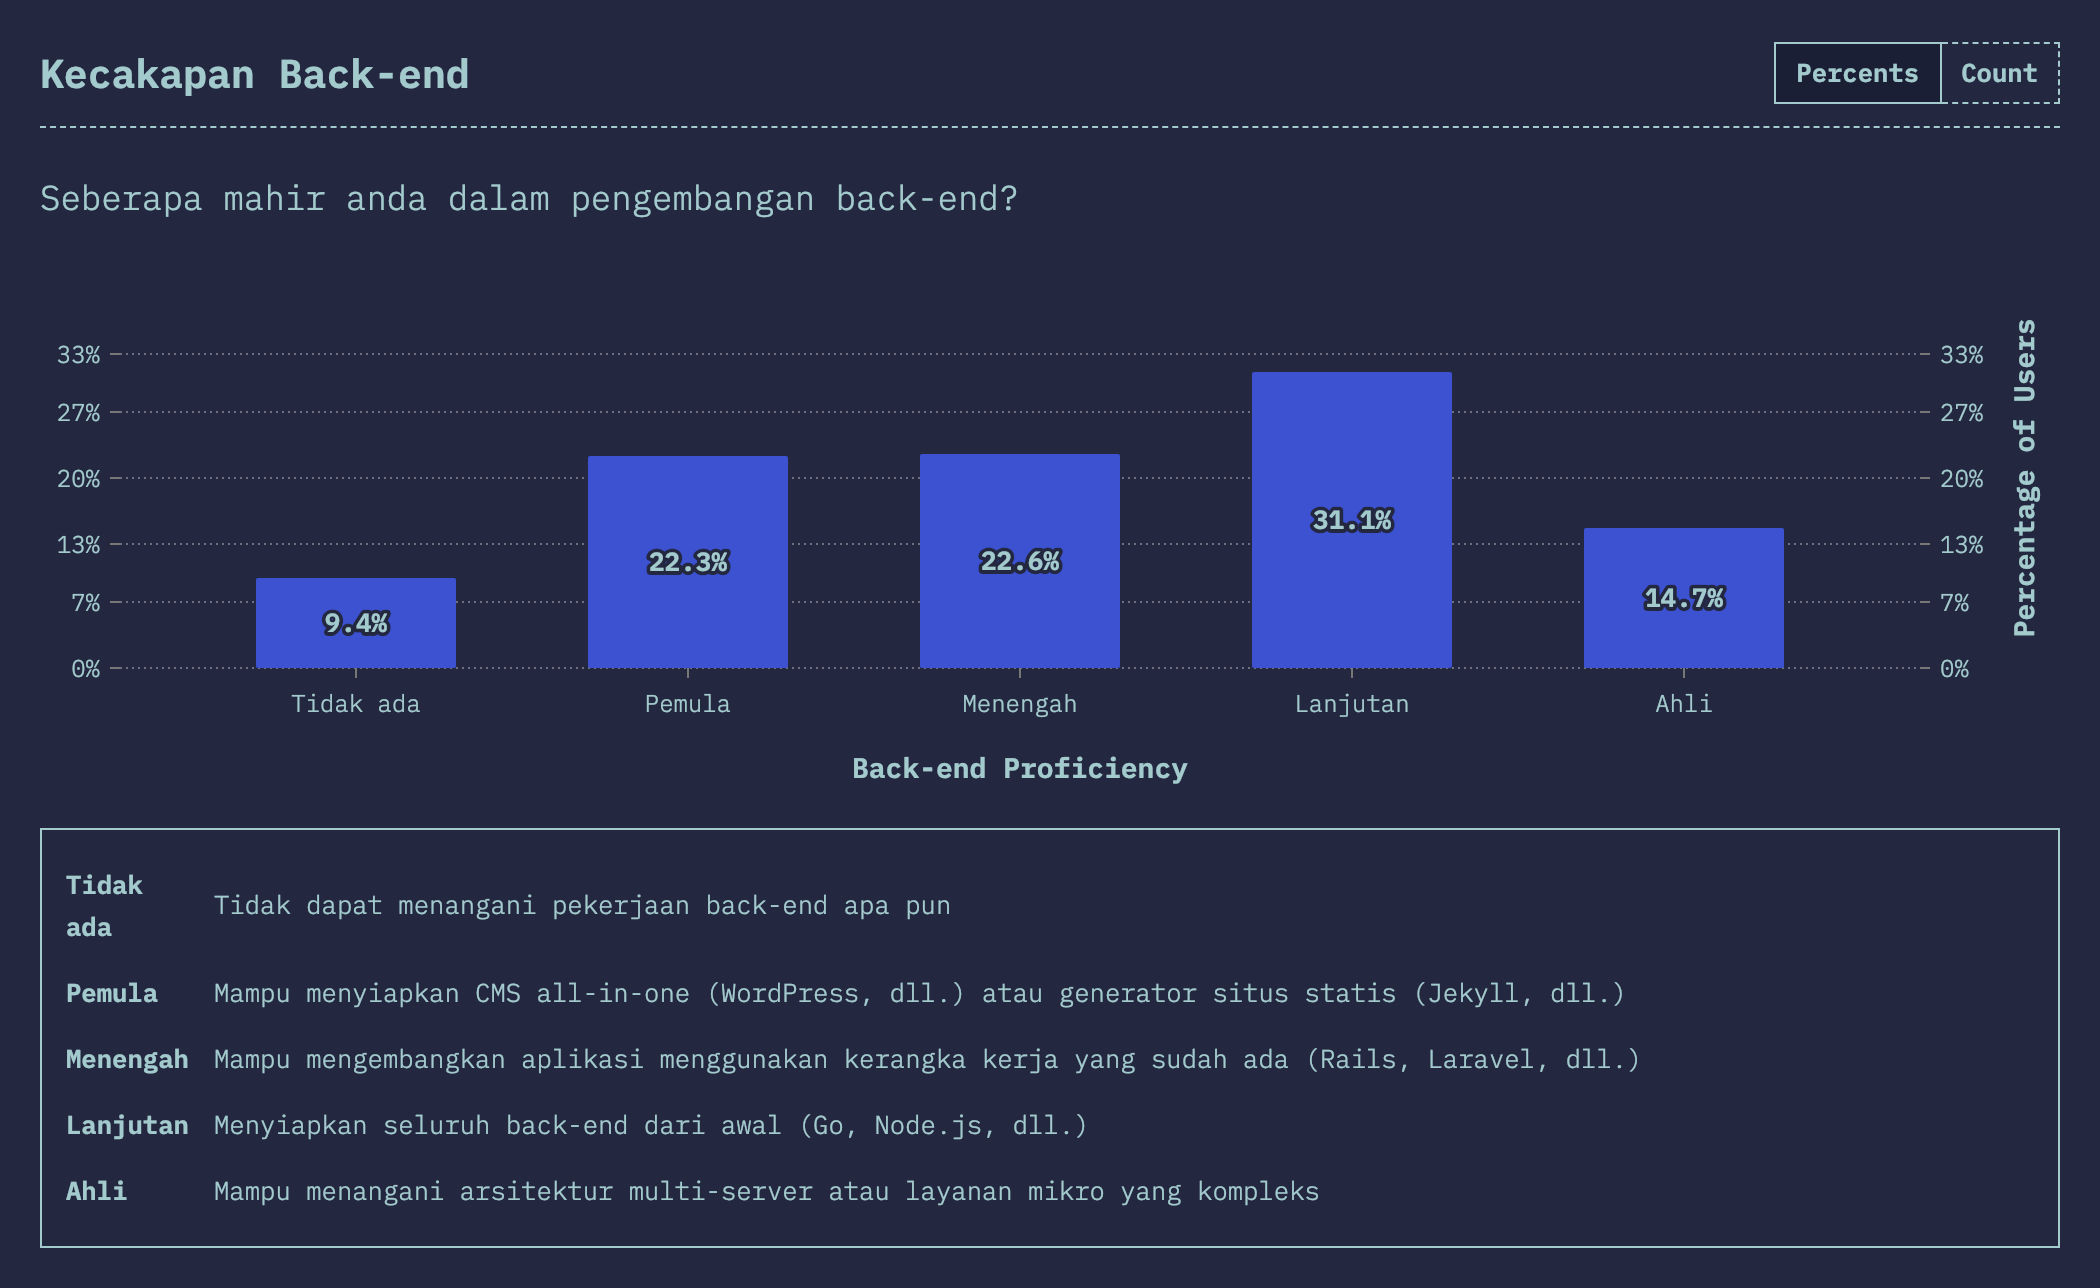 Kecakapan Back-end
Percents
Count
Seberapa mahir anda dalam pengembangan back-end?
33%
27%
20%
13%
7%
0%
33%
27%
20%
13%
7%
0%
Percentage of Users
9.4%
22.3%
22.6%
31.1%
14.7%
Tidak ada
Pemula
Menengah
Lanjutan
Ahli
Back-end Proficiency
Tidak ada
Tidak dapat menangani pekerjaan back-end apa pun
Pemula
Mampu menyiapkan CMS all-in-one (WordPress, dll.) atau generator situs statis (Jekyll, dll.)
Menengah
Mampu mengembangkan aplikasi menggunakan kerangka kerja yang sudah ada (Rails, Laravel, dll.)
Lanjutan
Menyiapkan seluruh back-end dari awal (Go, Node.js, dll.)
Ahli
Mampu menangani arsitektur multi-server atau layanan mikro yang kompleks